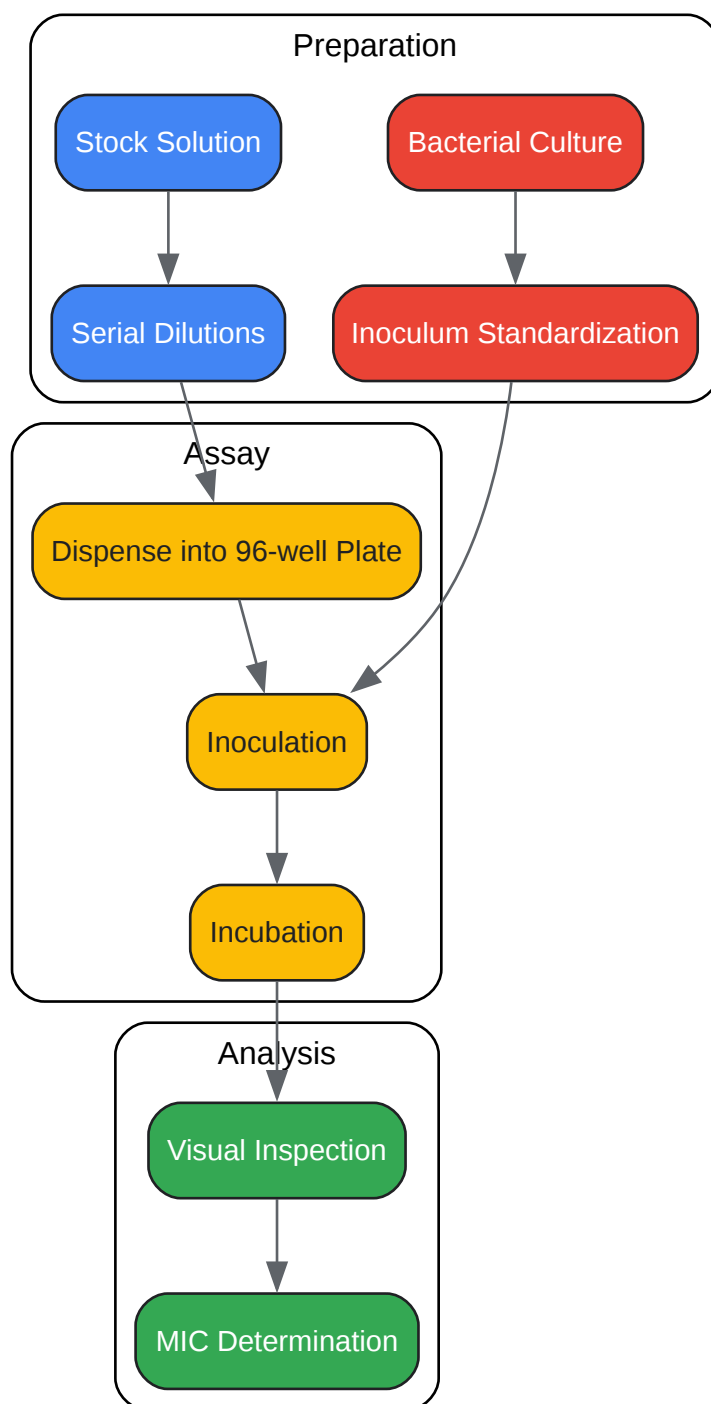 Preparation
Stock Solution
Bacterial Culture
Serial Dilutions
Inoculum Standardization
Assay
Dispense into 96-well Plate
Inoculation
Incubation
Analysis
Visual Inspection
MIC Determination